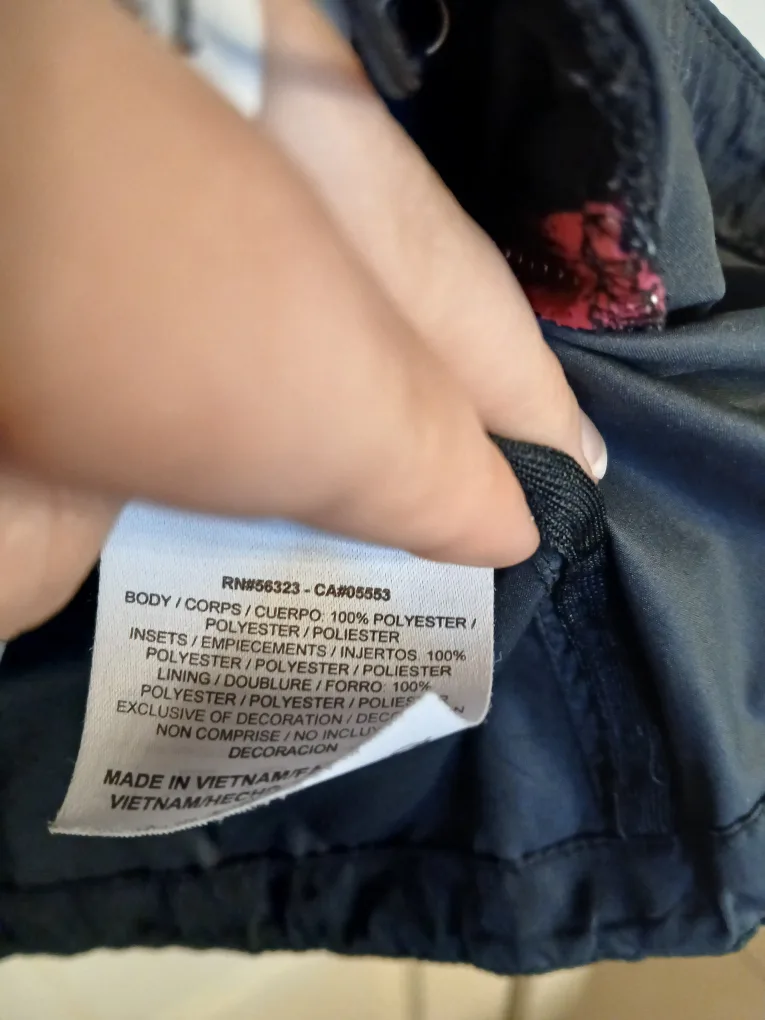 RN#56323 - CA#05553
BODY / CORPS / CUERPO: 100% POLYESTER /
POLYESTER / POLIESTER
INSETS / EMPIECEMENTS / INJERTOS: 100%
POLYESTER / POLYESTER / POLIESTER
LINING / DOUBLURE / FORRO: 100%
POLYESTER / POLYESTER /
EXCLUSIVE OF DECORATION /
NON COMPRISE / NO
DECORACION
MADE IN VIETNAM/
VIETNAM/